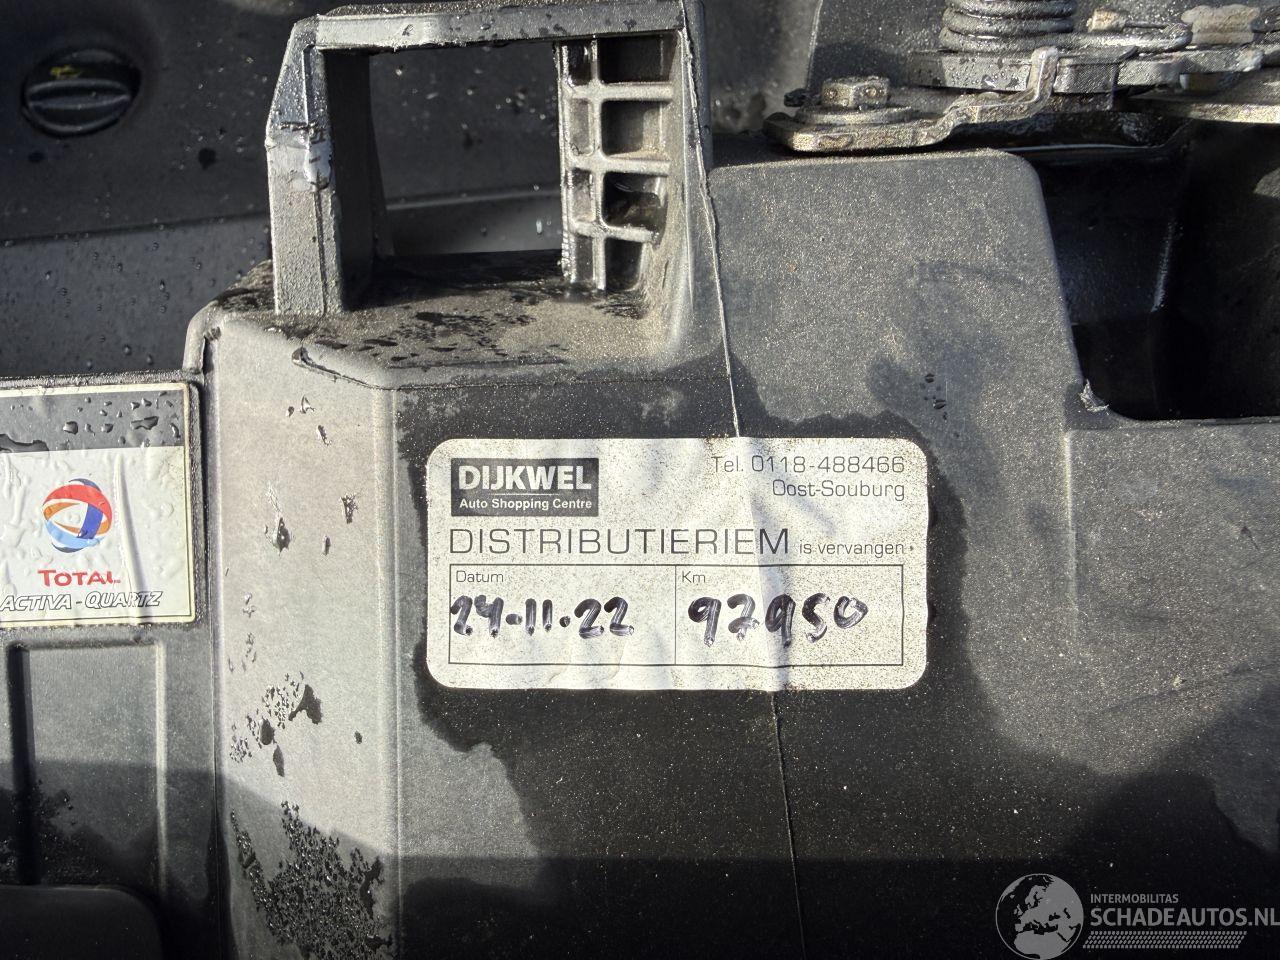 DIJKWEL
Auto Shopping Centre
Tel. 0118-488466
Oost-Souburg
DISTRIBUTIERIEM is vervangen
Datum
Km
24-11-22
97950
TOTAL
ACTIVA-QUARTZ
INTERMOBILITAS
SCHADEAUTOS.NL